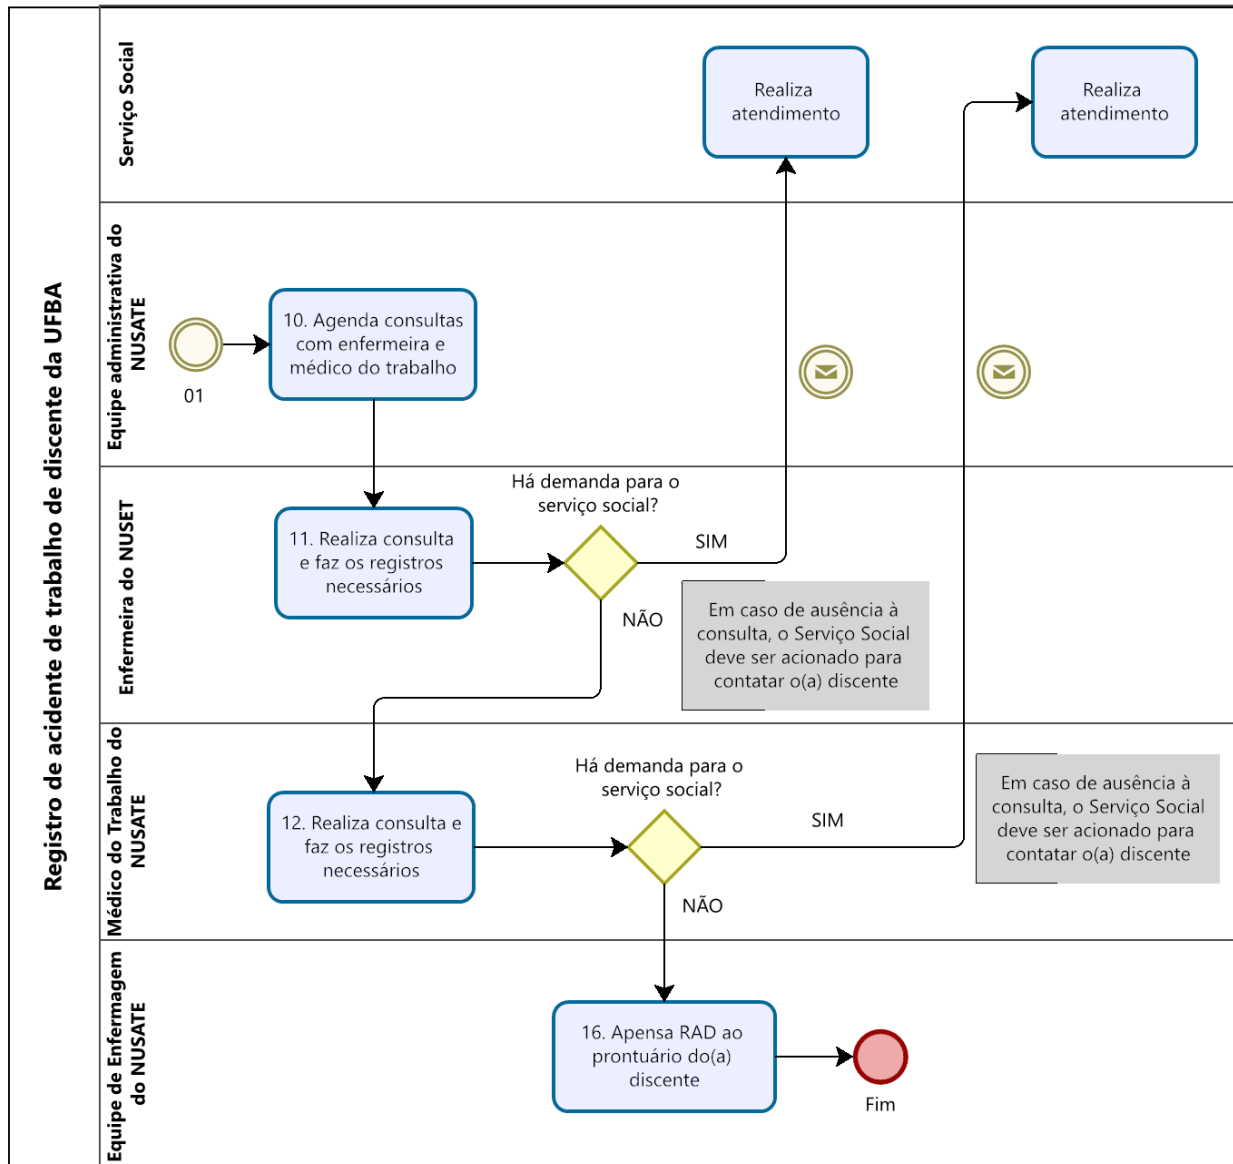 Registro de acidente de trabalho de discente da UFBA
Serviço Social
Realiza
atendimento
Realiza
atendimento
Equipe administrativa do
NUSATE
01
10. Agenda consultas
com enfermeira e
médico do trabalho
Enfermeira do NUSET
11. Realiza consulta
e faz os registros
necessários
Há demanda para o
serviço social?
SIM
NÃO
Em caso de ausência à
consulta, o Serviço Social
deve ser acionado para
contatar o(a) discente
Médico do Trabalho do
NUSATE
12. Realiza consulta e
faz os registros
necessários
Há demanda para o
serviço social?
SIM
NÃO
Em caso de ausência à
consulta, o Serviço Social
deve ser acionado para
contatar o(a) discente
Equipe de Enfermagem
do NUSATE
16. Apensa RAD ao
prontuário do(a)
discente
Fim